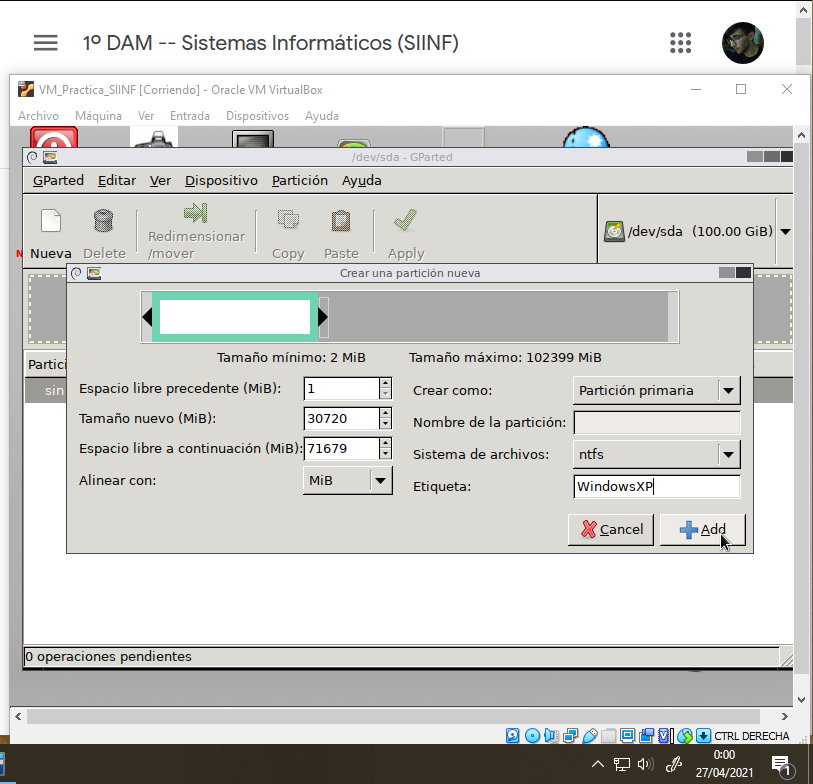 1º DAM -- Sistemas Informáticos (SIINF)
VM_Practica_SIINF [Corriendo] - Oracle VM VirtualBox
Archivo Máquina Ver Entrada Dispositivos Ayuda
/dev/sda - GParted
GParted Editar Ver Dispositivo Partición Ayuda
Nueva Delete Redimensionar
/mover Copy Paste Apply
/dev/sda (100.00 GiB)
Crear una partición nueva
Tamaño mínimo: 2 MiB Tamaño máximo: 102399 MiB
Partici
sin
Espacio libre precedente (MiB): 1 Crear como: Partición primaria
Tamaño nuevo (MiB): 30720 Nombre de la partición:
Espacio libre a continuación (MiB): 71679 Sistema de archivos: ntfs
Alinear con: MiB Etiqueta: WindowsXP
Cancel Add
0 operaciones pendientes
CTRL DERECHA
0:00
27/04/2021
1